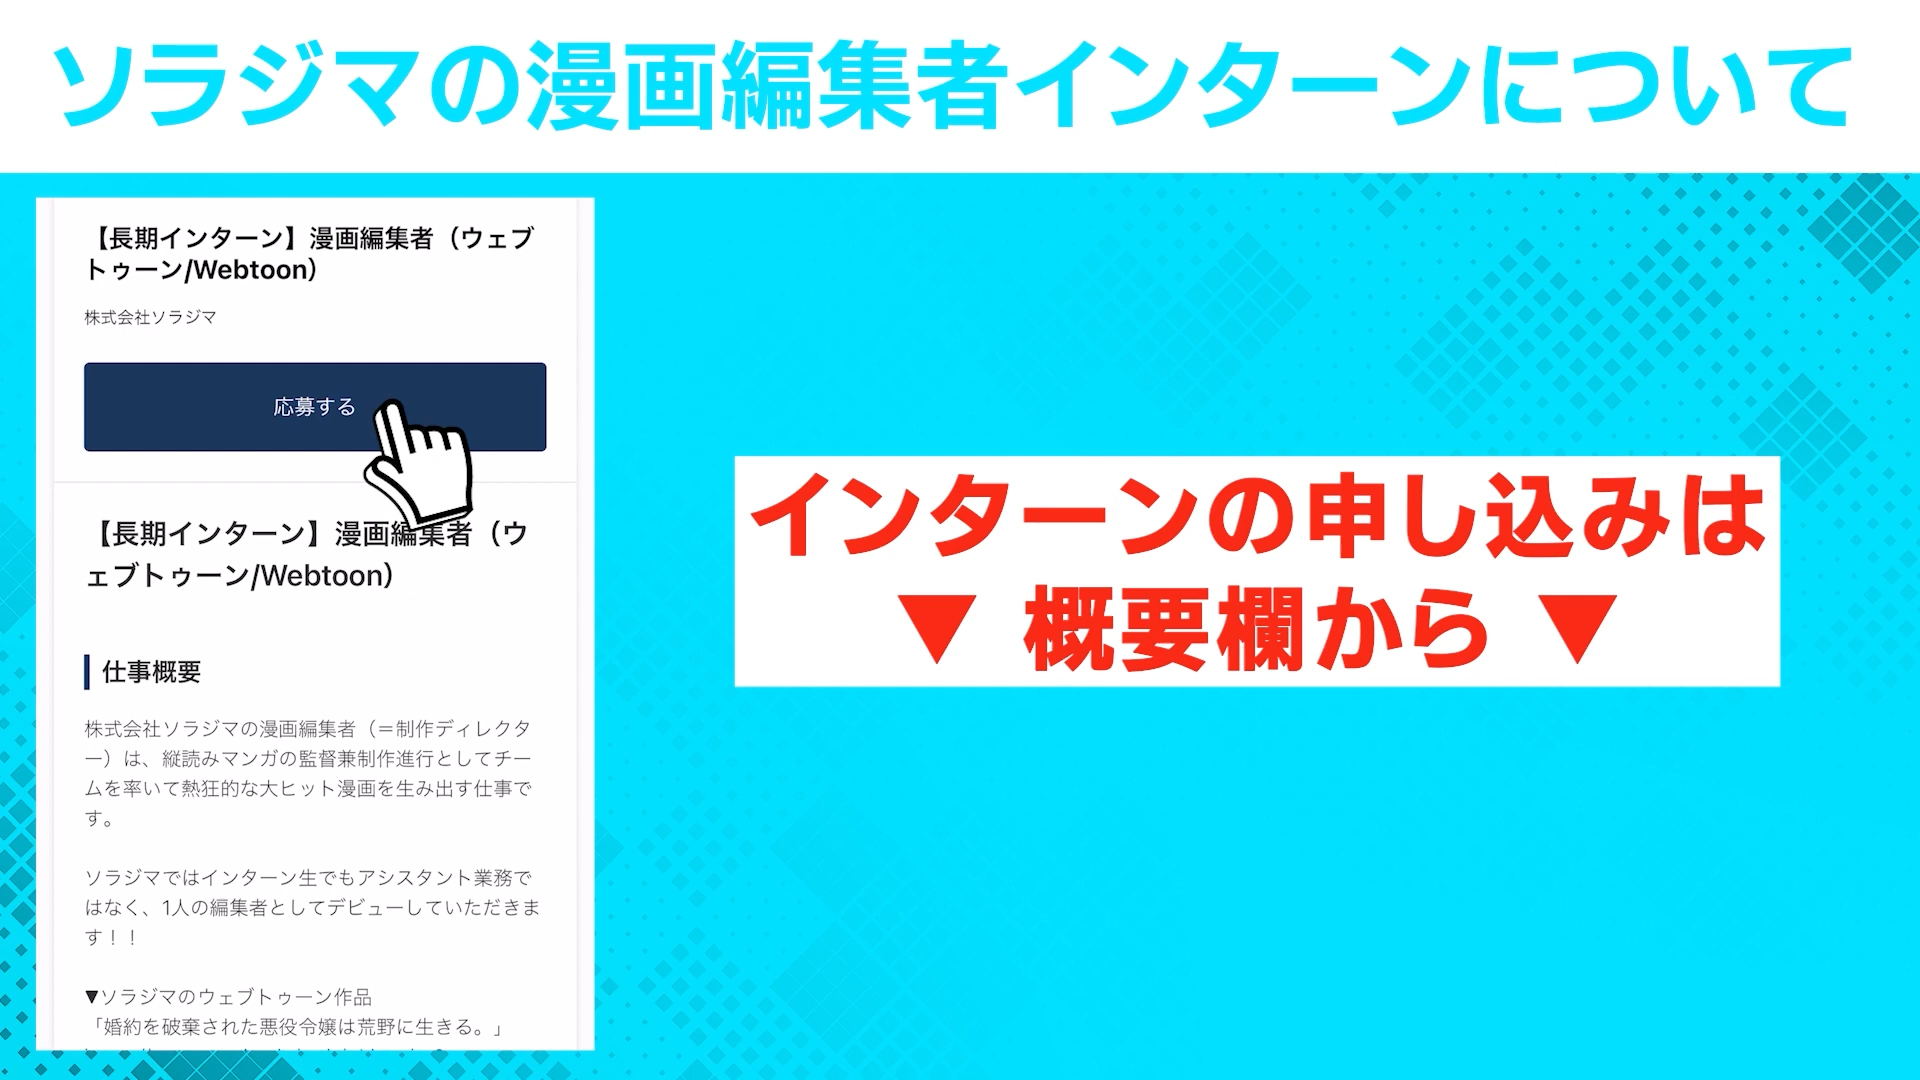 ソラジマの漫画編集者インターンについて
【長期インターン】漫画編集者（ウェブ
トゥーン/Webtoon）
株式会社ソラジマ
応募する
【長期インターン】漫画編集者（ウ
ェブトゥーン/Webtoon）
仕事概要
株式会社ソラジマの漫画編集者（＝制作ディレクタ
ー）は、縦読みマンガの監督兼制作進行としてチー
ムを率いて熱狂的な大ヒット漫画を生み出す仕事で
す。
ソラジマではインターン生でもアシスタント業務で
はなく、1人の編集者としてデビューしていただきま
す！！
▼ソラジマのウェブトゥーン作品
「婚約を破棄された悪役令嬢は荒野に生きる。」
インターンの申し込みは
▼ 概要欄から ▼